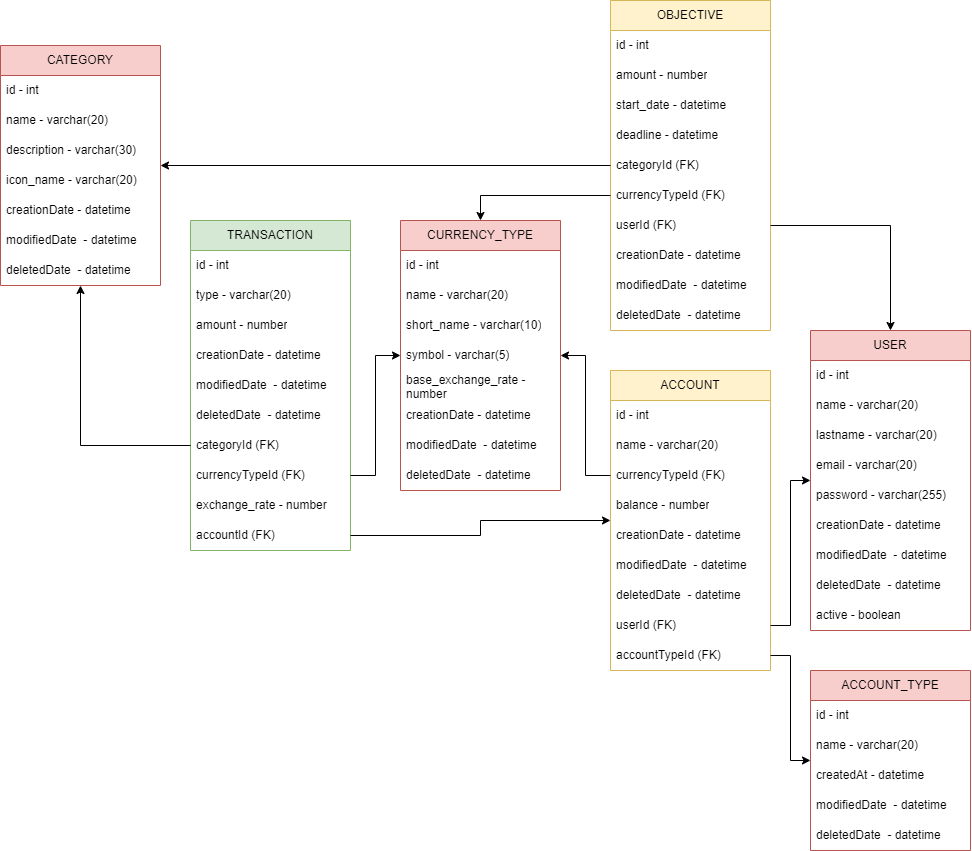 OBJECTIVE
id - int
amount - number
start_date - datetime
deadline - datetime
categoryId (FK)
currencyTypeId (FK)
userId (FK)
creationDate - datetime
modifiedDate  - datetime
deletedDate  - datetime
CATEGORY
id - int
name - varchar(20)
description - varchar(30)
icon_name - varchar(20)
creationDate - datetime
modifiedDate  - datetime
deletedDate  - datetime
TRANSACTION
id - int
type - varchar(20)
amount - number
creationDate - datetime
modifiedDate  - datetime
deletedDate  - datetime
categoryId (FK)
currencyTypeId (FK)
exchange_rate - number
accountId (FK)
CURRENCY_TYPE
id - int
name - varchar(20)
short_name - varchar(10)
symbol - varchar(5)
base_exchange_rate -
number
creationDate - datetime
modifiedDate  - datetime
deletedDate  - datetime
ACCOUNT
id - int
name - varchar(20)
currencyTypeId (FK)
balance - number
creationDate - datetime
modifiedDate  - datetime
deletedDate  - datetime
userId (FK)
accountTypeId (FK)
USER
id - int
name - varchar(20)
lastname - varchar(20)
email - varchar(20)
password - varchar(255)
creationDate - datetime
modifiedDate  - datetime
deletedDate  - datetime
active - boolean
ACCOUNT_TYPE
id - int
name - varchar(20)
createdAt - datetime
modifiedDate  - datetime
deletedDate  - datetime